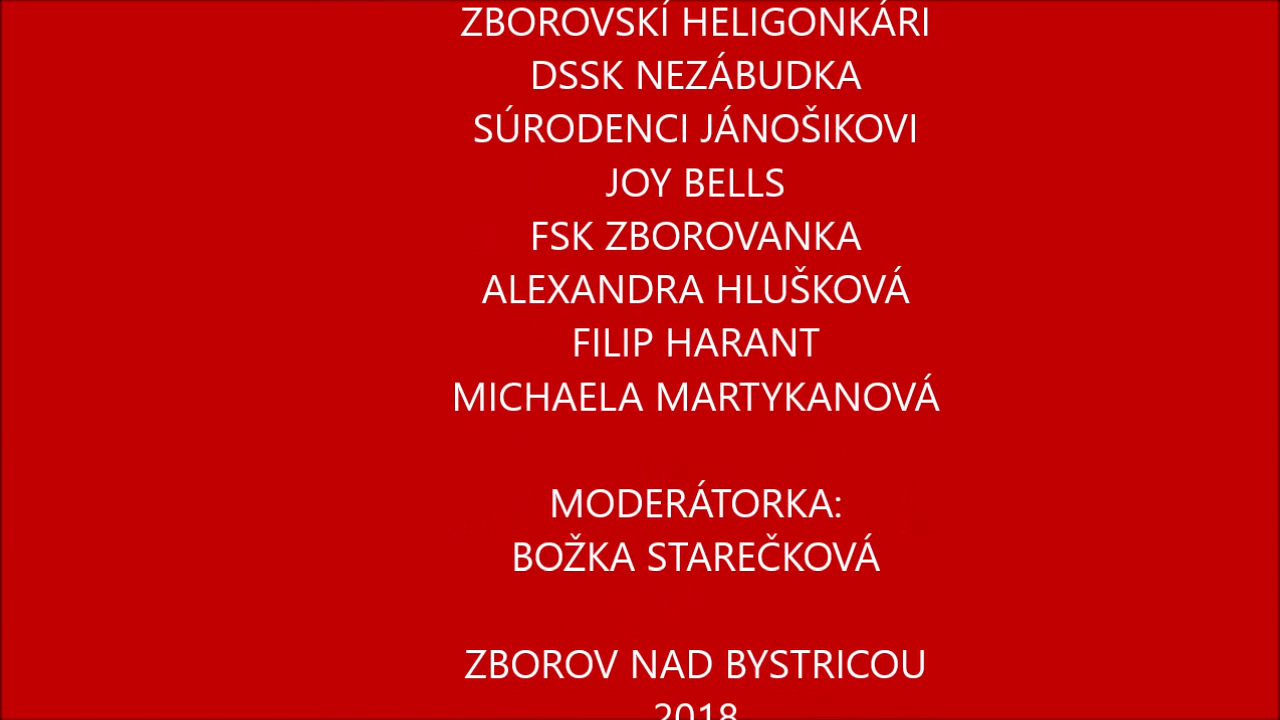 ZBOROVSKÍ HELIGONKÁRI
DSSK NEZÁBUDKA
SÚRODENCI JÁNOŠIKOVI
JOY BELLS
FSK ZBOROVANKA
ALEXANDRA HLUŠKOVÁ
FILIP HARANT
MICHAELA MARTYKANOVÁ
MODERÁTORKA:
BOŽKA STAREČKOVÁ
ZBOROV NAD BYSTRICOU
2018